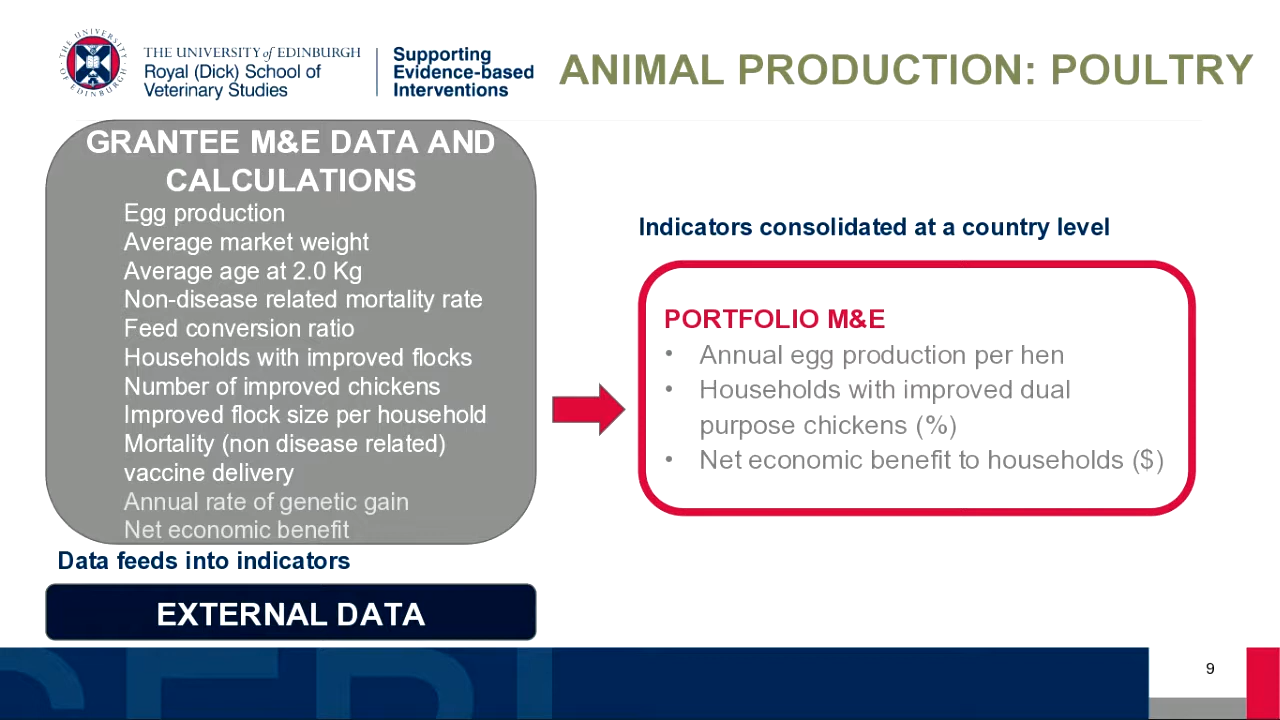 THE UNIVERSITY of EDINBURGH
Royal (Dick) School of
Veterinary Studies
THE UNIVERSITY OF EDINBURGH
Supporting
Evidence-based
Interventions
ANIMAL PRODUCTION: POULTRY
GRANTEE M&E DATA AND
CALCULATIONS
Egg production
Average market weight
Average age at 2.0 Kg
Non-disease related mortality rate
Feed conversion ratio
Households with improved flocks
Number of improved chickens
Improved flock size per household
Mortality (non disease related)
vaccine delivery
Annual rate of genetic gain
Net economic benefit
Data feeds into indicators
EXTERNAL DATA
Indicators consolidated at a country level
PORTFOLIO M&E
• Annual egg production per hen
• Households with improved dual
purpose chickens (%)
• Net economic benefit to households ($)
SEBI
9